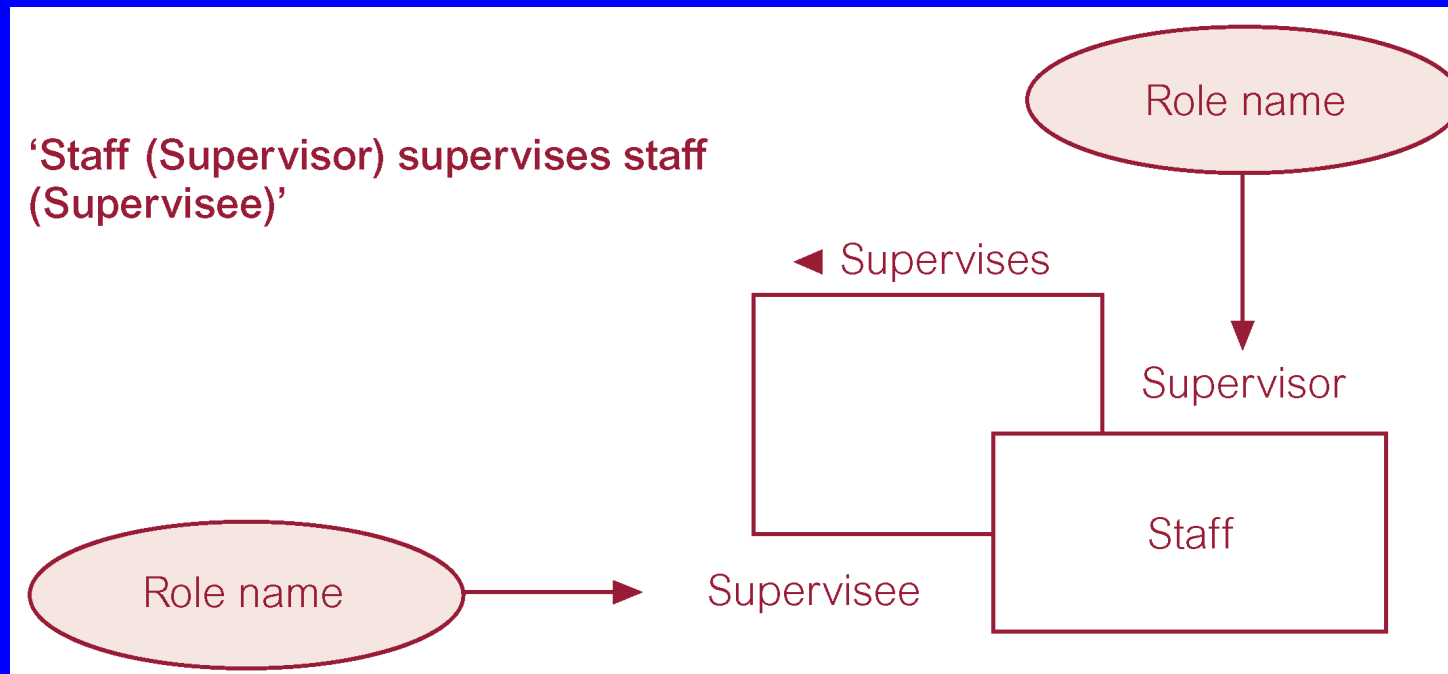 Role name
‘Staff (Supervisor) supervises staff
(Supervisee)’
◄ Supervises
Supervisor
Staff
Role name
Supervisee